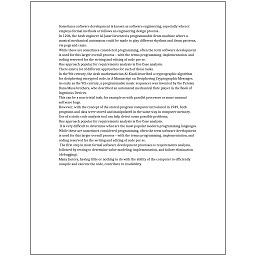 Sometimes software development is known as software engineering, especially when it
employs formal methods or follows an engineering design process.
In 1206, the Arab engineer Al-Jazari invented a programmable drum machine where a
musical mechanical automaton could be made to play different rhythms and drum patterns,
via pegs and cams.
While these are sometimes considered programming, often the term software development
is used for this larger overall process – with the terms programming, implementation, and
coding reserved for the writing and editing of code per se.
One approach popular for requirements analysis is Use Case analysis.
There exist a lot of different approaches for each of those tasks.
In the 9th century, the Arab mathematician Al-Kindi described a cryptographic algorithm
for deciphering encrypted code, in A Manuscript on Deciphering Cryptographic Messages.
As early as the 9th century, a programmable music sequencer was invented by the Persian
Banu Musa brothers, who described an automated mechanical flute player in the Book of
Ingenious Devices.
This can be a non-trivial task, for example as with parallel processes or some unusual
software bugs.
However, with the concept of the stored-program computer introduced in 1949, both
programs and data were stored and manipulated in the same way in computer memory.
Use of a static code analysis tool can help detect some possible problems.
One approach popular for requirements analysis is Use Case analysis.
It is very difficult to determine what are the most popular modern programming languages.
While these are sometimes considered programming, often the term software development
is used for this larger overall process – with the terms programming, implementation, and
coding reserved for the writing and editing of code per se.
The first step in most formal software development processes is requirements analysis,
followed by testing to determine value modeling, implementation, and failure elimination
(debugging).
Many factors, having little or nothing to do with the ability of the computer to efficiently
compile and execute the code, contribute to readability.